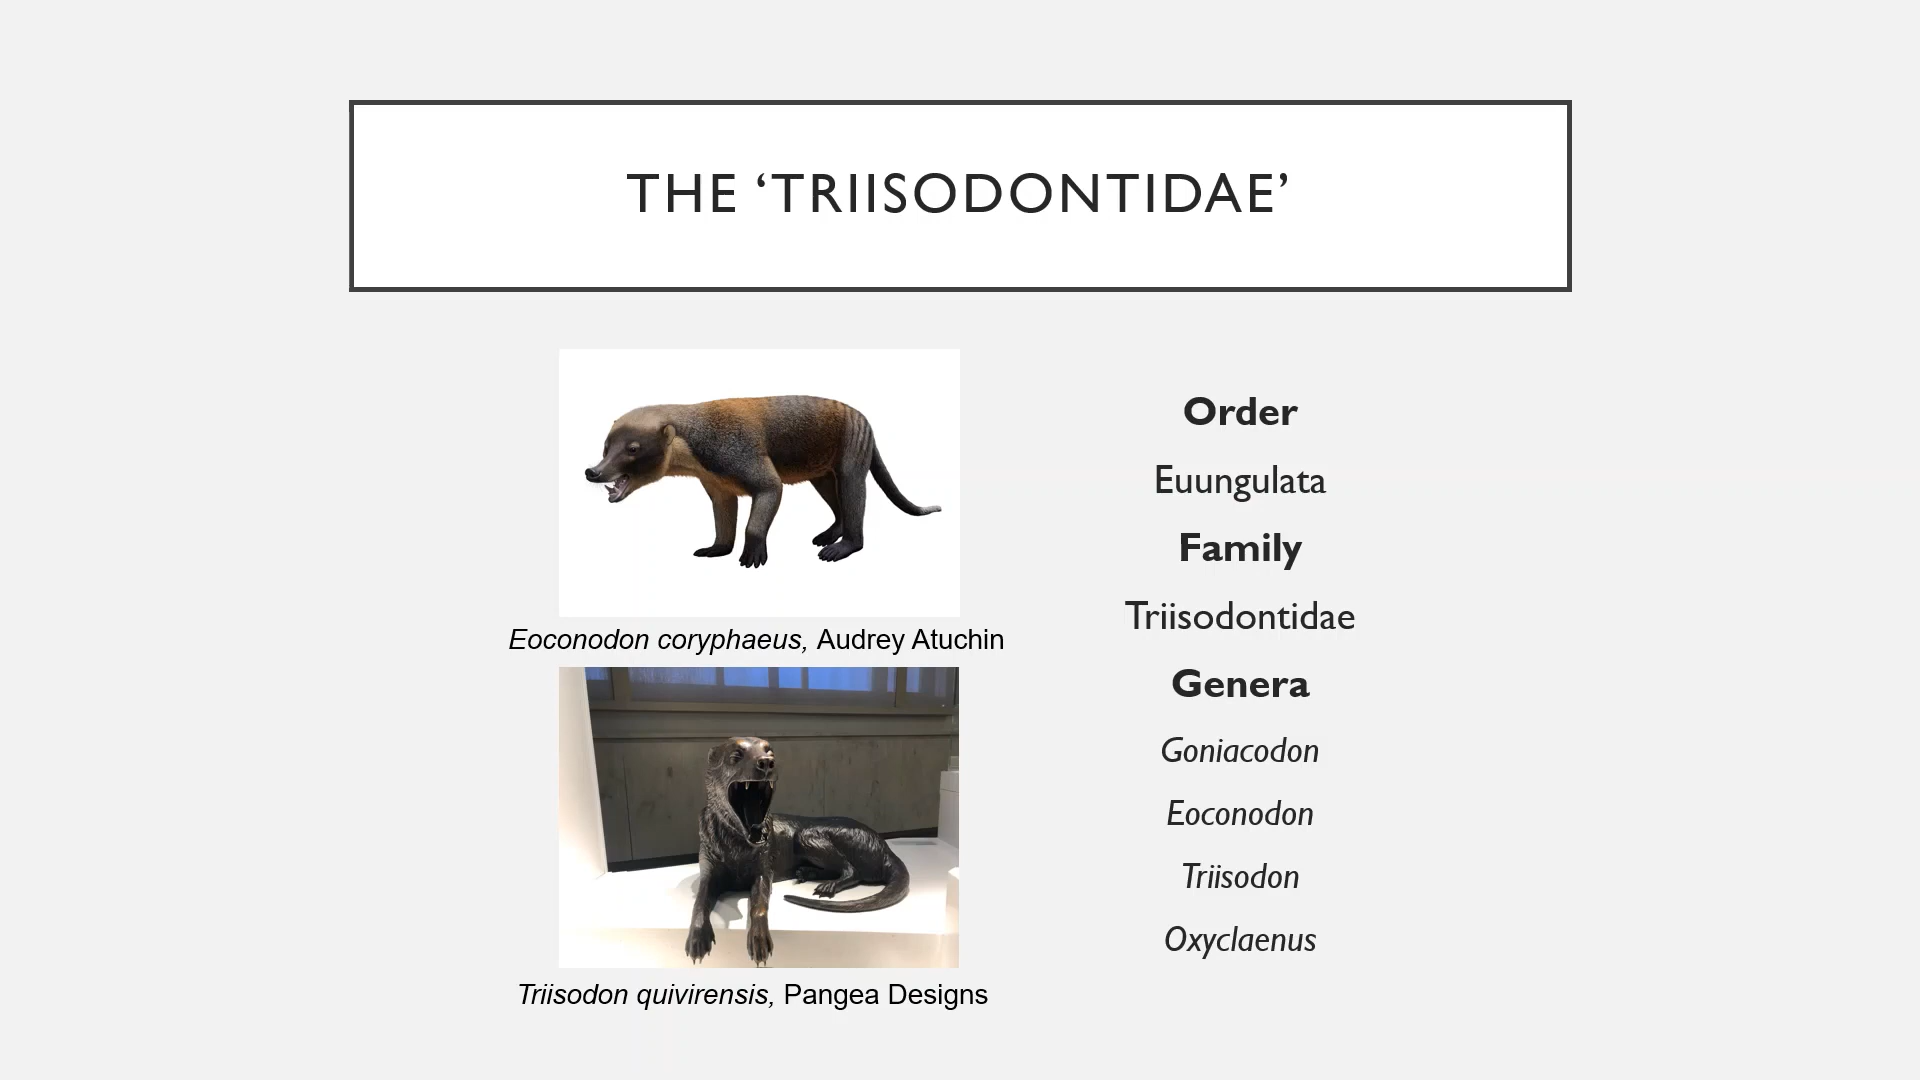 THE ‘TRIISODONTIDAE’
Eoconodon coryphaeus, Audrey Atuchin
Triisodon quivirensis, Pangea Designs
Order
Euungulata
Family
Triisodontidae
Genera
Goniacodon
Eoconodon
Triisodon
Oxyclaenus